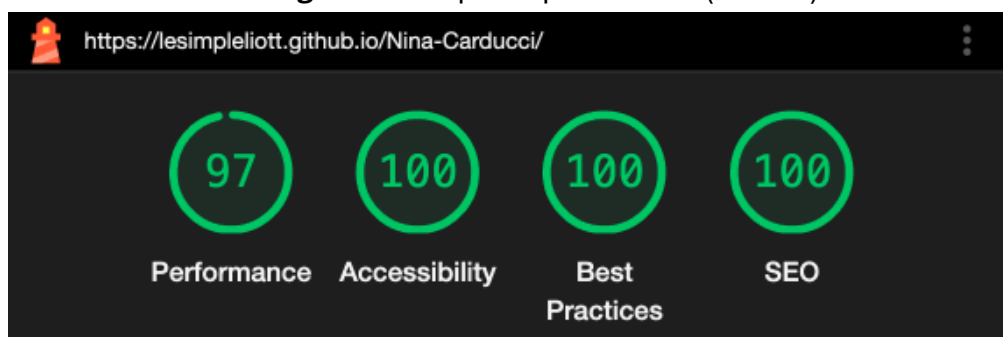 https://lesimpleliott.github.io/Nina-Carducci/
97 100 100 100
Performance Accessibility Best Practices SEO